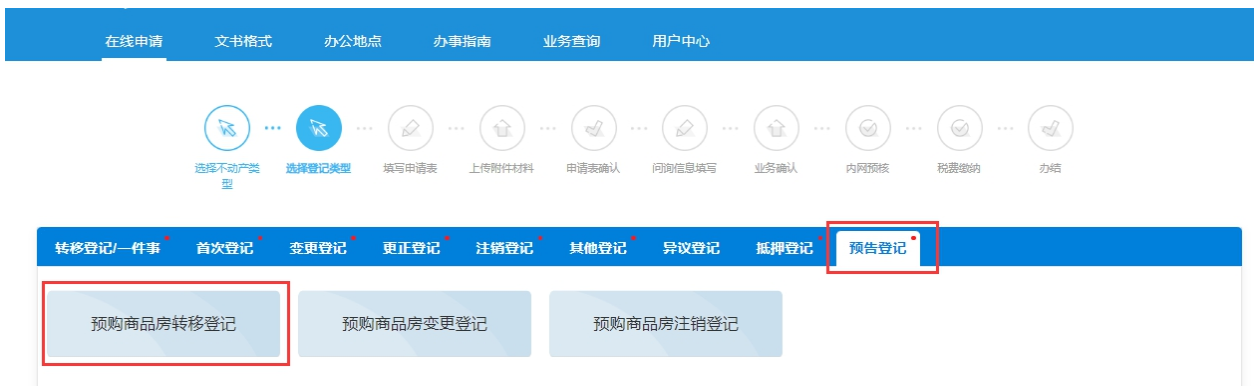 在线申请 文书格式 办公地点 办事指南 业务查询 用户中心
选择不动产类型 选择登记类型 填写申请表 上传附件材料 申请表确认 问询信息填写 业务确认 内网预核 税费缴纳 办结
转移登记/一件事 首次登记 变更登记 更正登记 注销登记 其他登记 异议登记 抵押登记 预告登记
预购商品房转移登记 预购商品房变更登记 预购商品房注销登记